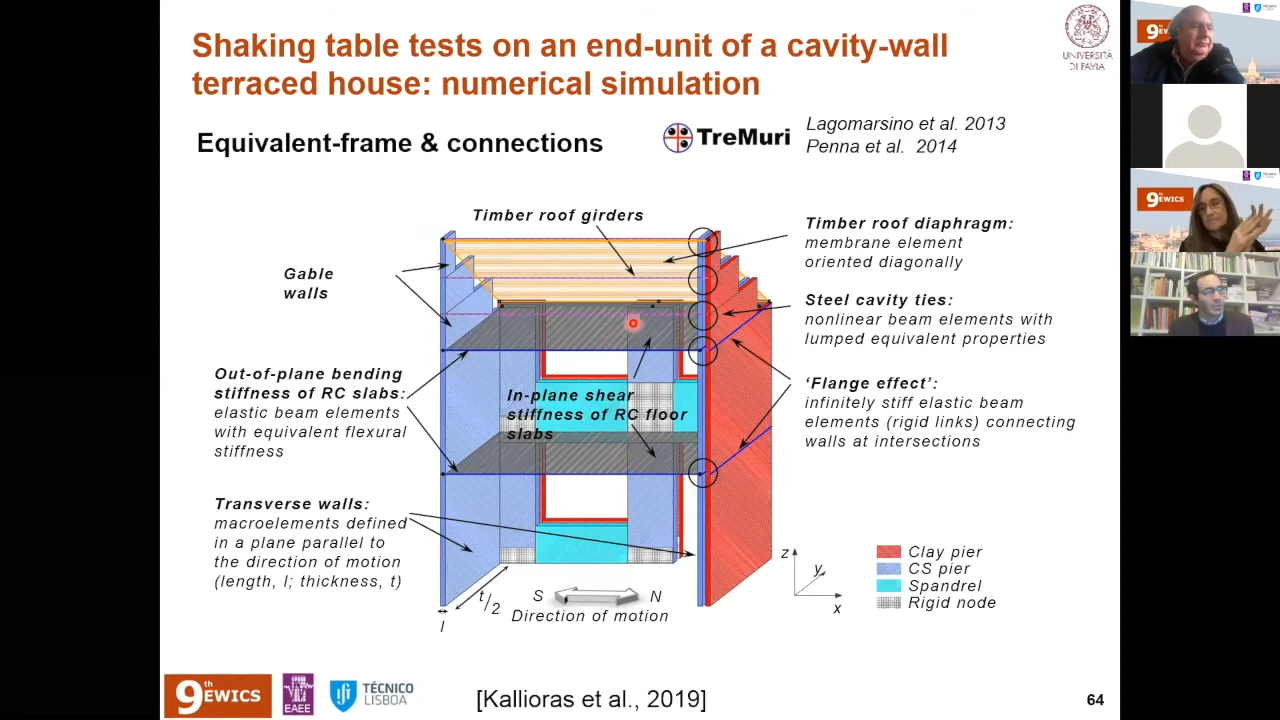 Shaking table tests on an end-unit of a cavity-wall
terraced house: numerical simulation
UNIVERSITÀ
DI PAVIA
Equivalent-frame & connections
TreMuri
Lagomarsino et al. 2013
Penna et al. 2014
Timber roof girders
Timber roof diaphragm:
membrane element
oriented diagonally
Gable
walls
Steel cavity ties:
nonlinear beam elements with
lumped equivalent properties
Out-of-plane bending
stiffness of RC slabs:
elastic beam elements
with equivalent flexural
stiffness
In-plane shear
stiffness of RC floor
slabs
'Flange effect':
infinitely stiff elastic beam
elements (rigid links) connecting
walls at intersections
Transverse walls:
macroelements defined
in a plane parallel to
the direction of motion
(length, l; thickness, t)
t/2
l
S
N
Direction of motion
z
y
x
Clay pier
CS pier
Spandrel
Rigid node
9th EWICS
EAEE
TÉCNICO
LISBOA
[Kallioras et al., 2019]
64
9th EWICS